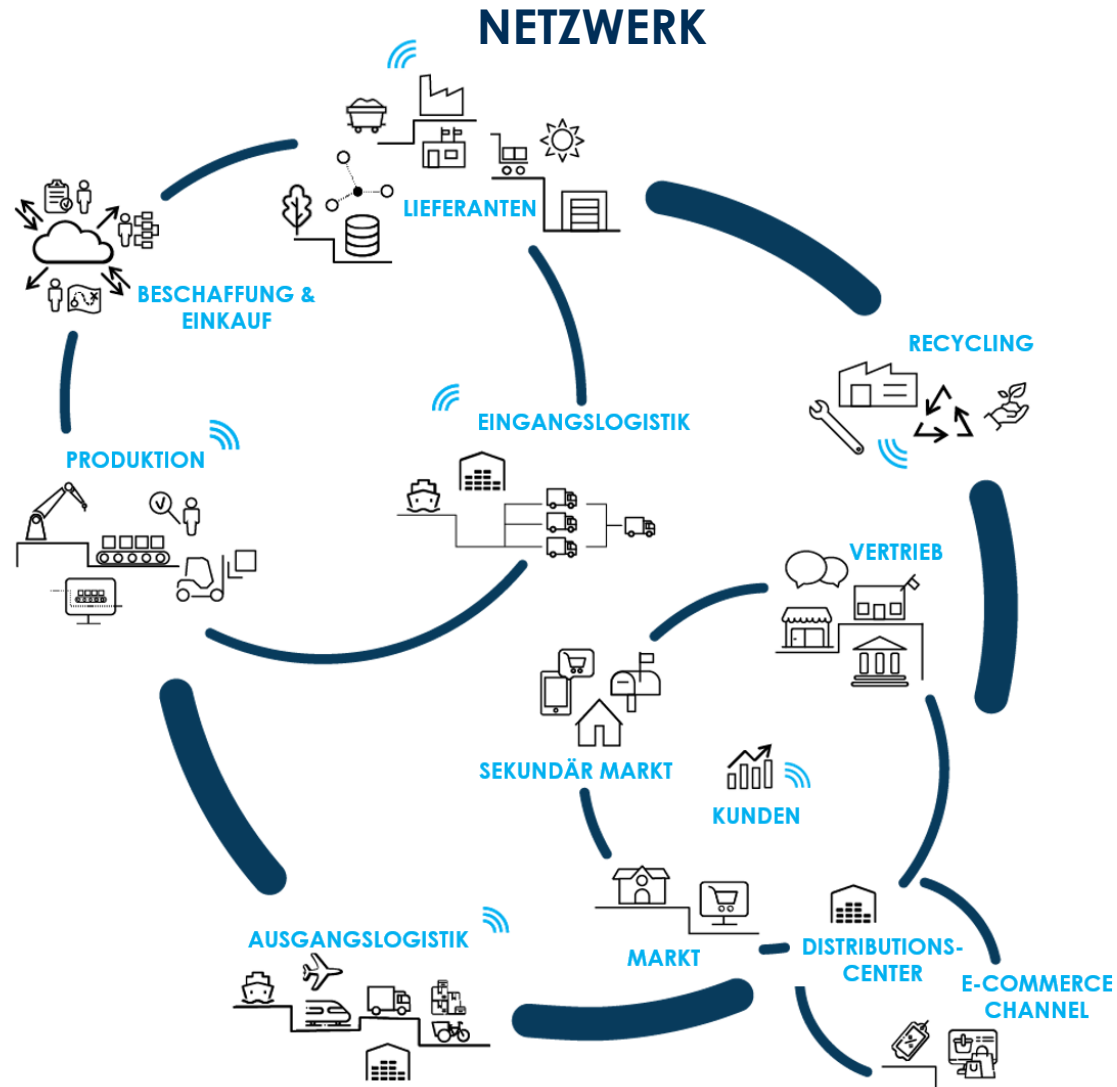 NETZWERK
LIEFERANTEN
BESCHAFFUNG &
EINKAUF
RECYCLING
EINGANGSLOGISTIK
PRODUKTION
VERTRIEB
SEKUNDÄR MARKT
KUNDEN
AUSGANGSLOGISTIK
MARKT
DISTRIBUTIONS-
CENTER
E-COMMERCE
CHANNEL